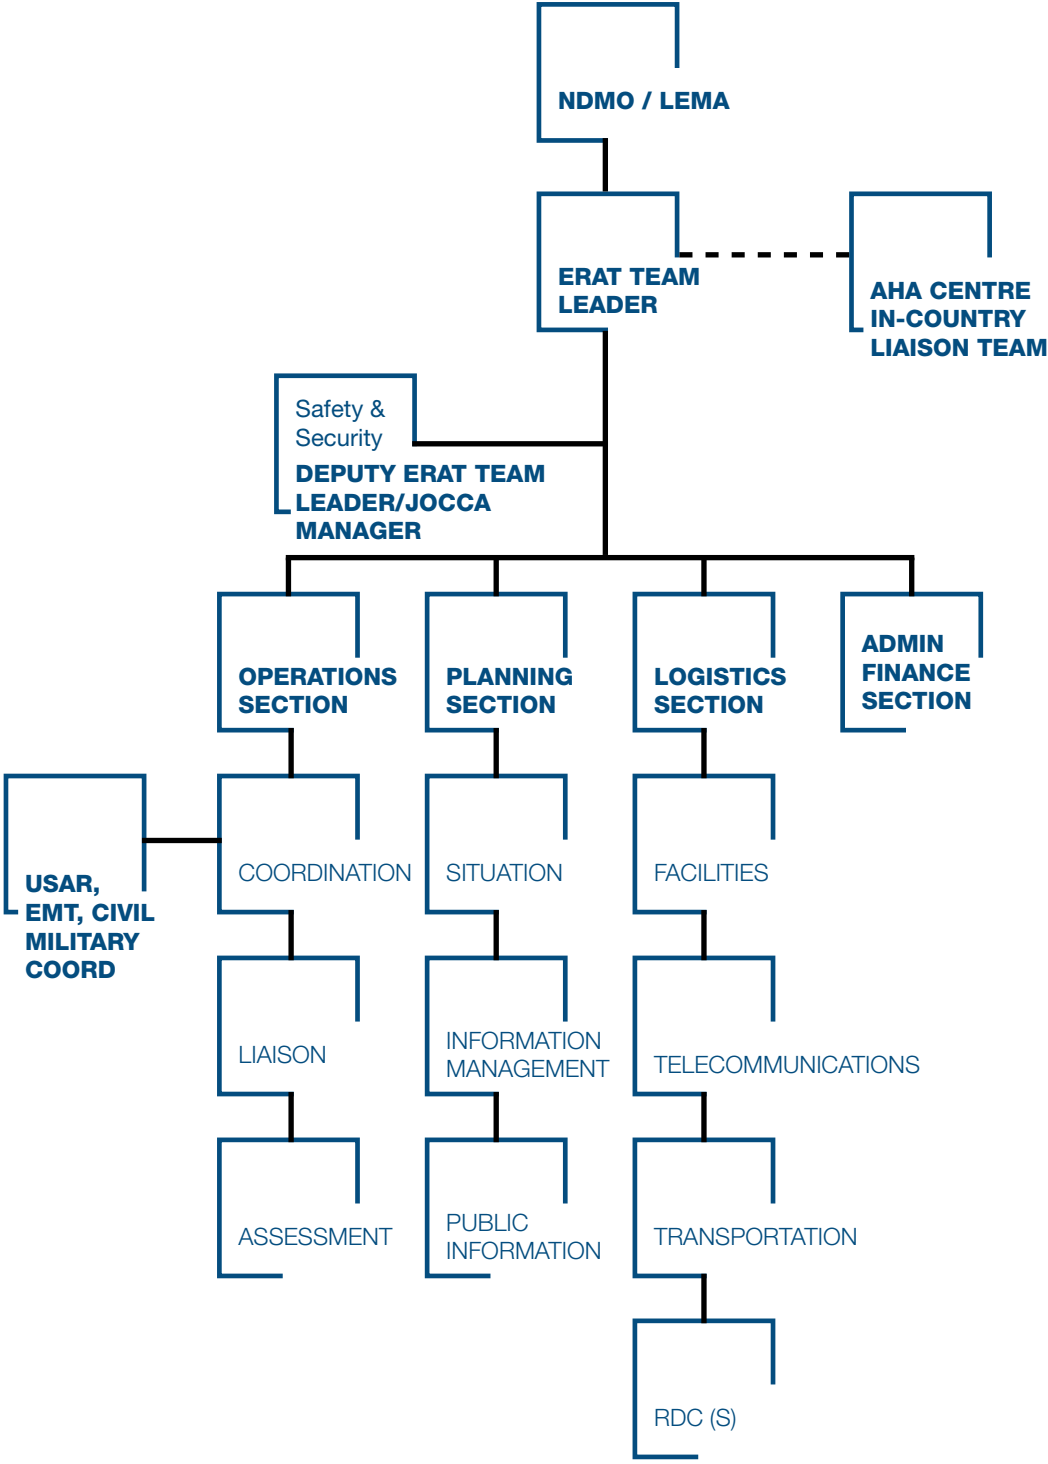 NDMO / LEMA
ERAT TEAM
LEADER
AHA CENTRE
IN-COUNTRY
LIAISON TEAM
Safety &
Security
DEPUTY ERAT TEAM
LEADER/JOCCA
MANAGER
OPERATIONS
SECTION
PLANNING
SECTION
LOGISTICS
SECTION
ADMIN
FINANCE
SECTION
USAR,
EMT, CIVIL
MILITARY
COORD
COORDINATION
SITUATION
FACILITIES
LIAISON
INFORMATION
MANAGEMENT
TELECOMMUNICATIONS
ASSESSMENT
PUBLIC
INFORMATION
TRANSPORTATION
RDC (S)